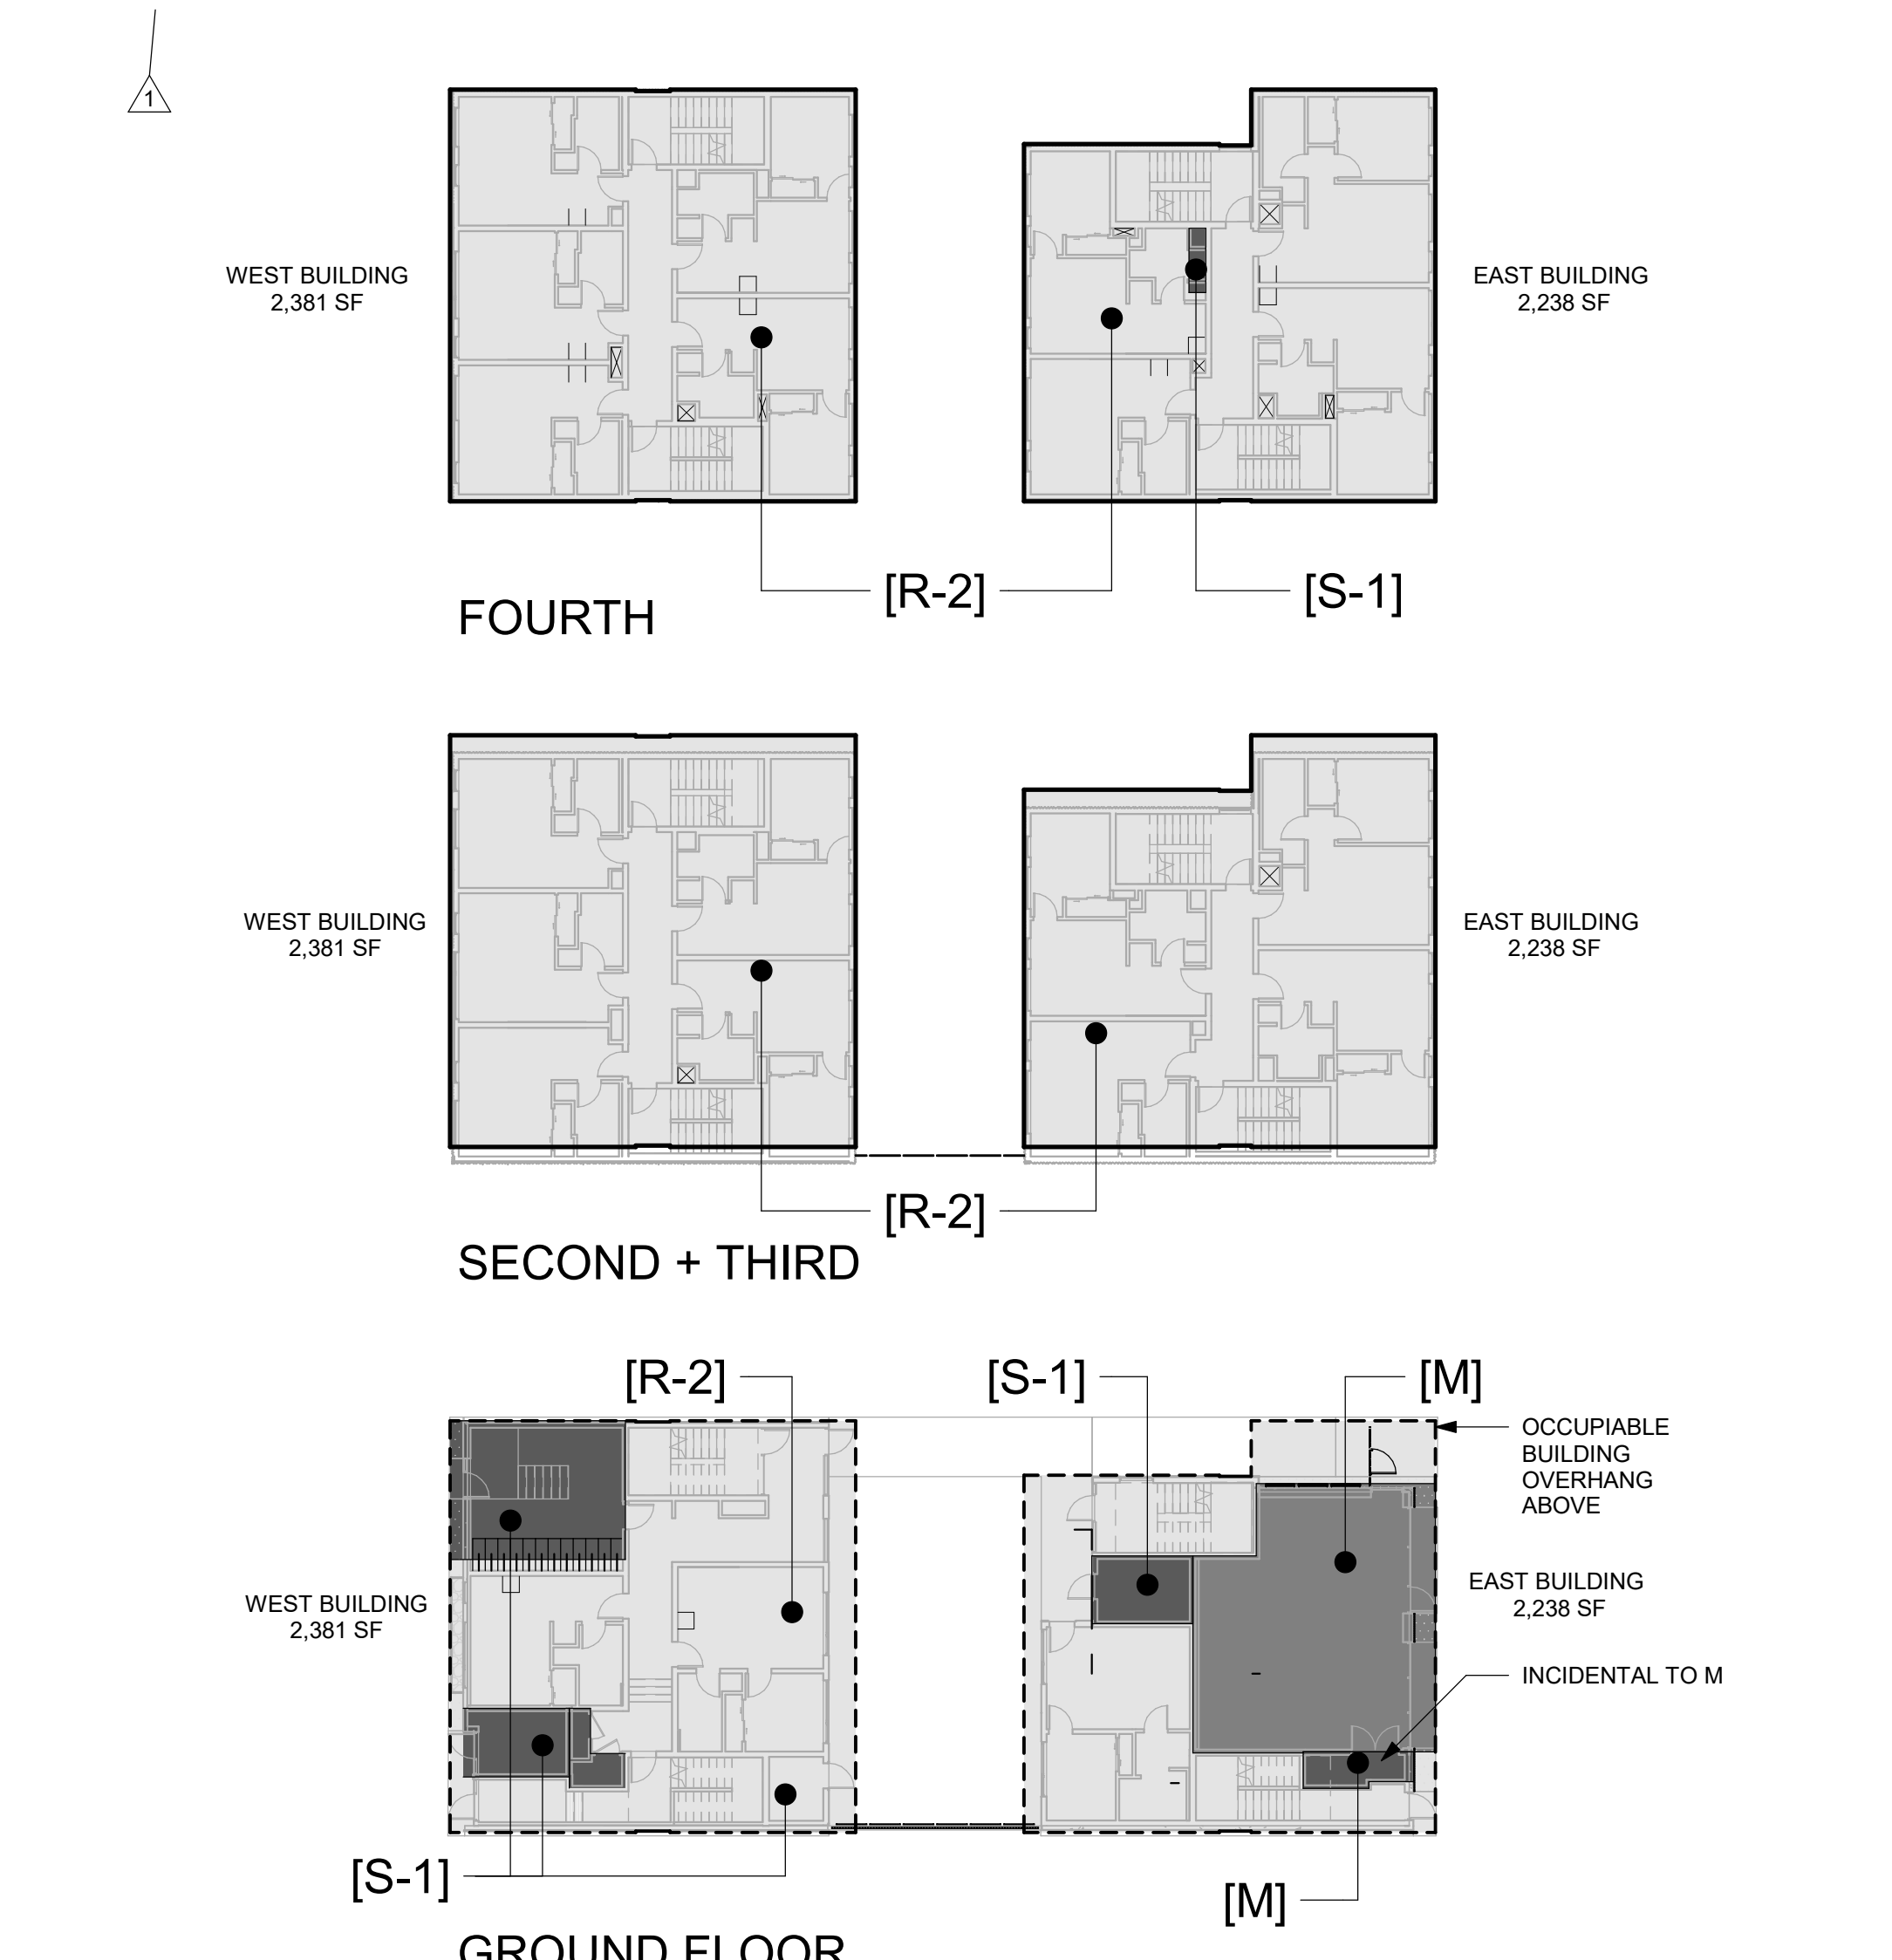 1
WEST BUILDING
2,381 SF
EAST BUILDING
2,238 SF
[R-2]
[S-1]
FOURTH
WEST BUILDING
2,381 SF
EAST BUILDING
2,238 SF
[R-2]
SECOND + THIRD
[R-2]
[S-1]
[M]
OCCUPIABLE
BUILDING
OVERHANG
ABOVE
WEST BUILDING
2,381 SF
EAST BUILDING
2,238 SF
INCIDENTAL TO M
[S-1]
[M]
GROUND FLOOR